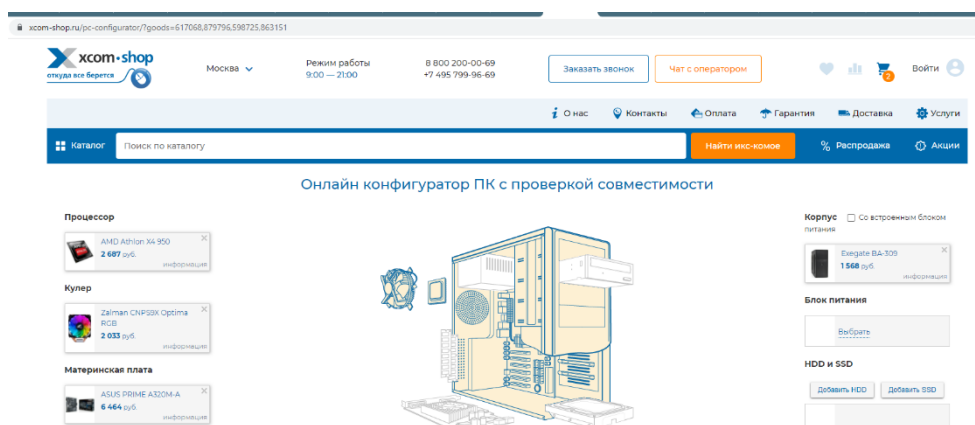 xcom-shop.ru/pc-configurator/?goods=617068,879796,598725,863151
xcom-shop
откуда все берется
Москва
Режим работы
9:00 — 21:00
8 800 200-00-69
+7 495 799-96-69
Заказать звонок
Чат с оператором
2
Войти
О нас
Контакты
Оплата
Гарантия
Доставка
Услуги
Каталог
Поиск по каталогу
Найти икс-комое
% Распродажа
Акции
Онлайн конфигуратор ПК с проверкой совместимости
Процессор
AMD Athlon X4 950
2 687 руб.
информация
Кулер
Zalman CNPS9X Optima
RGB
2 033 руб.
информация
Материнская плата
ASUS PRIME A320M-A
6 464 руб.
информация
Корпус Со встроенным блоком
питания
Exegate BA-309
1 568 руб.
информация
Блок питания
Выбрать
HDD и SSD
Добавить HDD
Добавить SSD